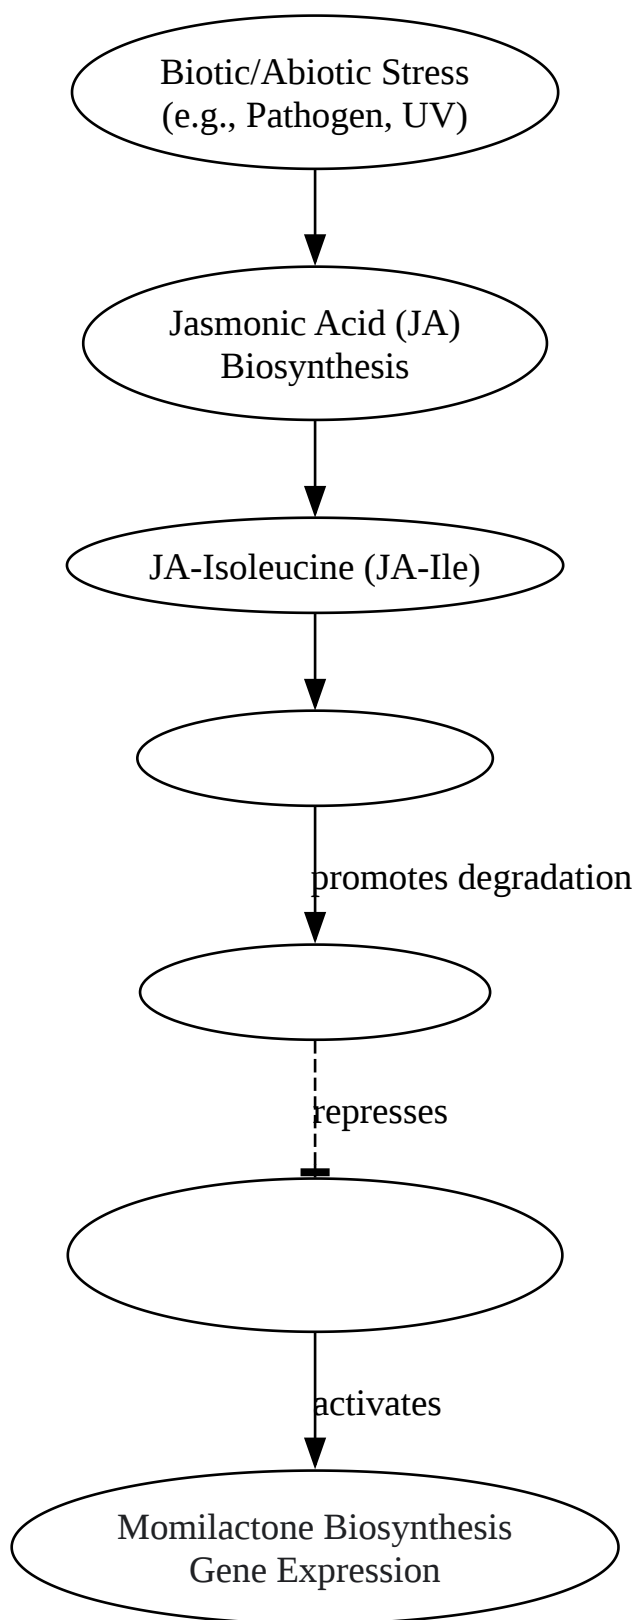 Biotic/Abiotic Stress
(e.g., Pathogen, UV)
Jasmonic Acid (JA)
Biosynthesis
JA-Isoleucine (JA-Ile)
promotes degradation
represses
activates
Momilactone Biosynthesis
Gene Expression